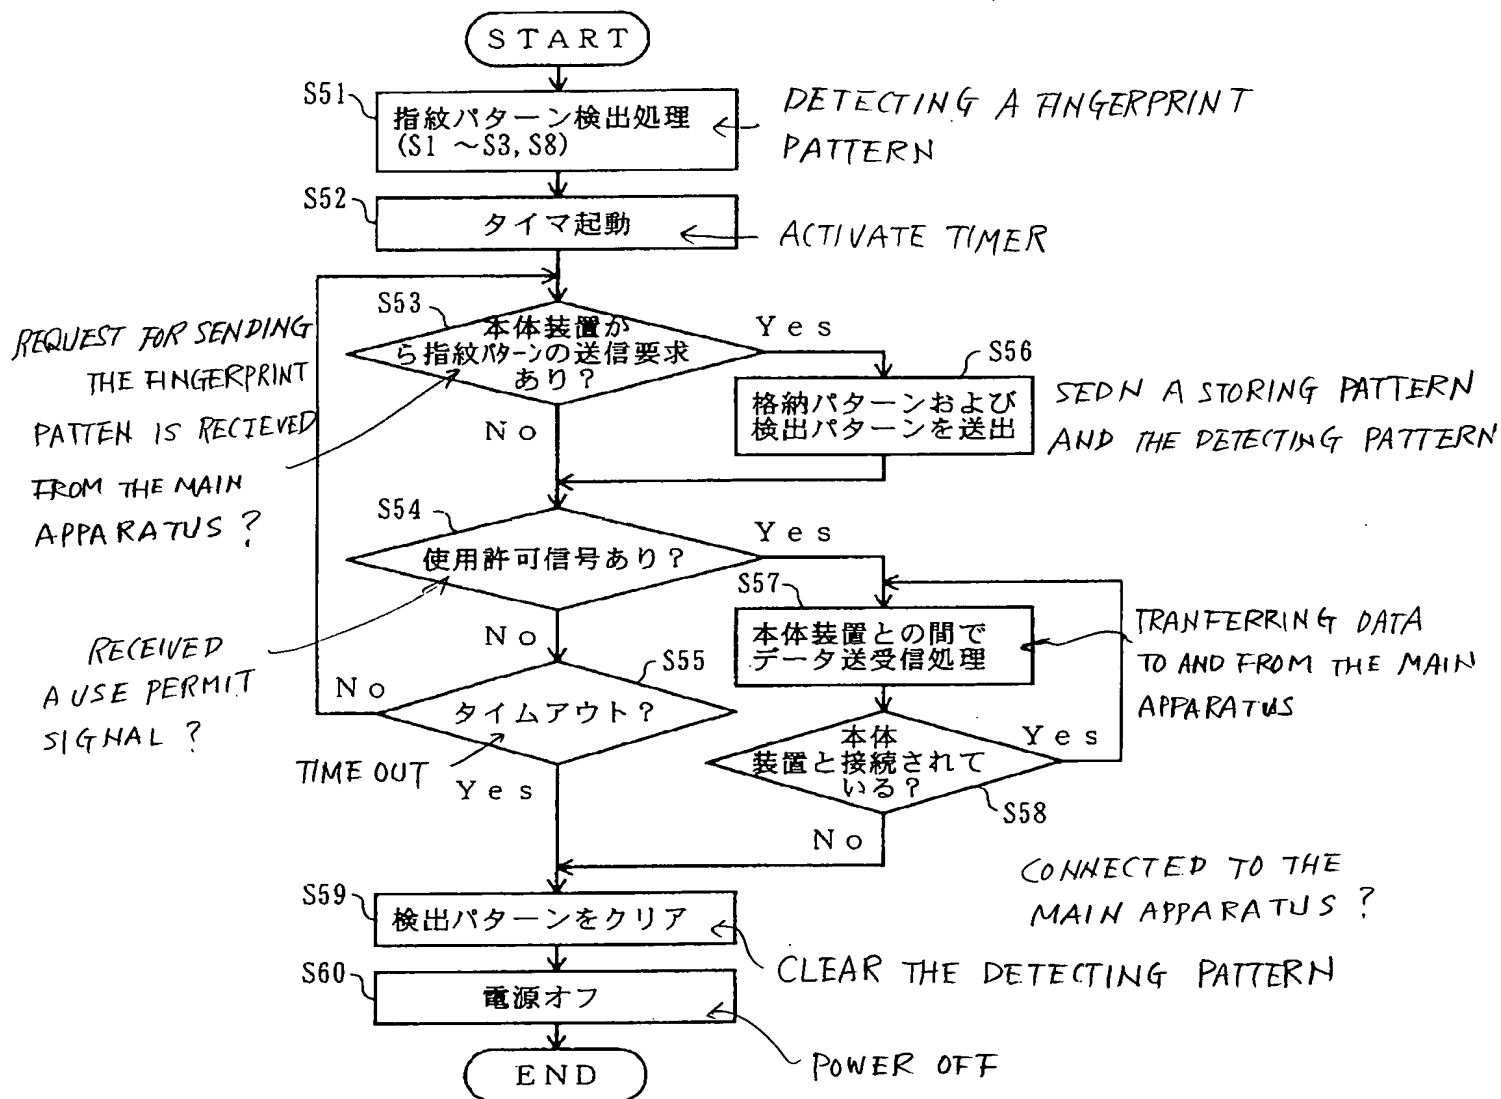 START
S51
指紋パターン検出処理
(S1 ～S3, S8)
DETECTING A FINGERPRINT
PATTERN
S52
タイマ起動
ACTIVATE TIMER
S53
本体装置か
ら指紋パターンの送信要求
あり？
Yes
No
REQUEST FOR SENDING
THE FINGERPRINT
PATTEN IS RECIEVED
FROM THE MAIN
APPARATUS ?
S56
格納パターンおよび
検出パターンを送出
SEDN A STORING PATTERN
AND THE DETECTING PATTERN
S54
使用許可信号あり？
Yes
No
RECEIVED
A USE PERMIT
SIGNAL ?
S57
本体装置との間で
データ送受信処理
TRANFERRING DATA
TO AND FROM THE MAIN
APPARATUS
S55
タイムアウト？
No
Yes
TIME OUT
本体
装置と接続されて
いる？
Yes
S58
No
CONNECTED TO THE
MAIN APPARATUS ?
S59
検出パターンをクリア
CLEAR THE DETECTING PATTERN
S60
電源オフ
POWER OFF
END